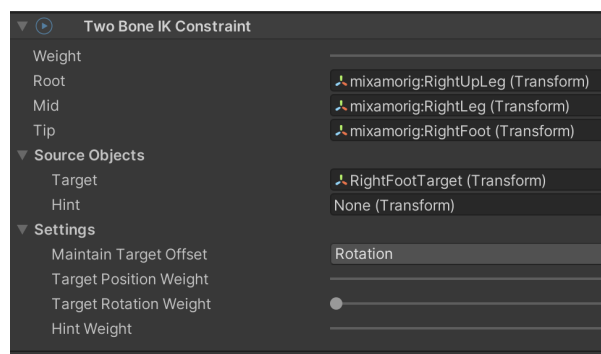 Two Bone IK Constraint
Weight
Root mixamorig:RightUpLeg (Transform)
Mid mixamorig:RightLeg (Transform)
Tip mixamorig:RightFoot (Transform)
Source Objects
Target RightFootTarget (Transform)
Hint None (Transform)
Settings
Maintain Target Offset Rotation
Target Position Weight
Target Rotation Weight
Hint Weight